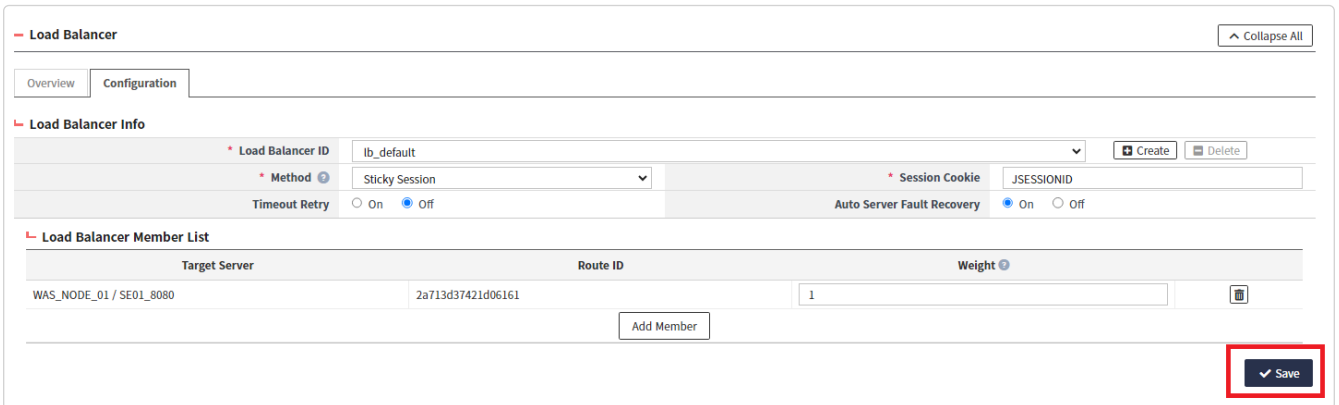 Load Balancer
Collapse All
Overview Configuration
Load Balancer Info
* Load Balancer ID lb_default Create Delete
* Method ? Sticky Session * Session Cookie JSESSIONID
Timeout Retry On Off Auto Server Fault Recovery On Off
Load Balancer Member List
Target Server Route ID Weight ?
WAS_NODE_01 / SE01_8080 2a713d37421d06161 1
Add Member
Save